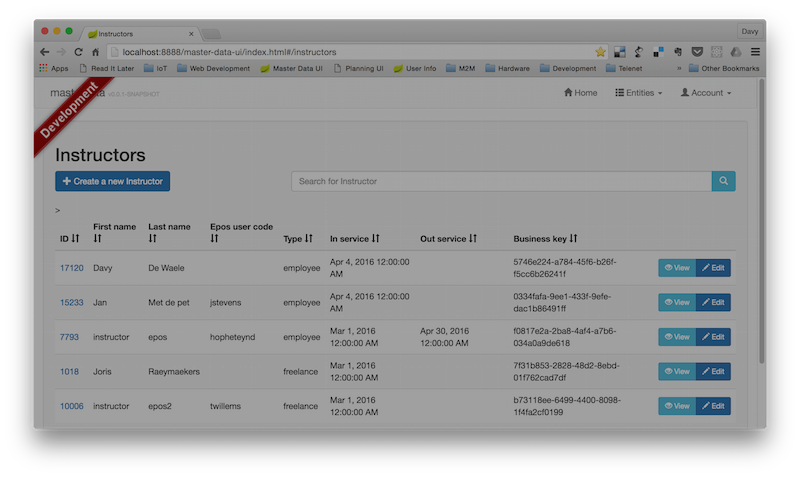 Instructors
Davy
localhost:8888/master-data-ui/index.html#/instructors
Apps Read It Later IoT Web Development Master Data UI Planning UI User Info M2M Hardware Development Telenet » Other Bookmarks
Development
Home Entities Account
Instructors
+ Create a new Instructor
Search for Instructor
>
ID First name Last name Epos user code Type In service Out service Business key
17120 Davy De Waele employee Apr 4, 2016 12:00:00 AM 5746e224-a784-45f6-b26f-f5cc6b26241f View Edit
15233 Jan Met de pet jstevens employee Apr 4, 2016 12:00:00 AM 0334fafa-9ee1-433f-9efe-dac1b86491ff View Edit
7793 instructor epos hopheteynd employee Mar 1, 2016 12:00:00 AM Apr 30, 2016 12:00:00 AM f0817e2a-2ba8-4af4-a7b6-034a0a9de618 View Edit
1018 Joris Raeymaekers freelance Mar 1, 2016 12:00:00 AM 7f31b853-2828-48d2-8ebd-01f762cad7df View Edit
10006 instructor epos2 twillems freelance Mar 1, 2016 12:00:00 AM b73118ee-6499-4400-8098-1f4fa2cf0199 View Edit